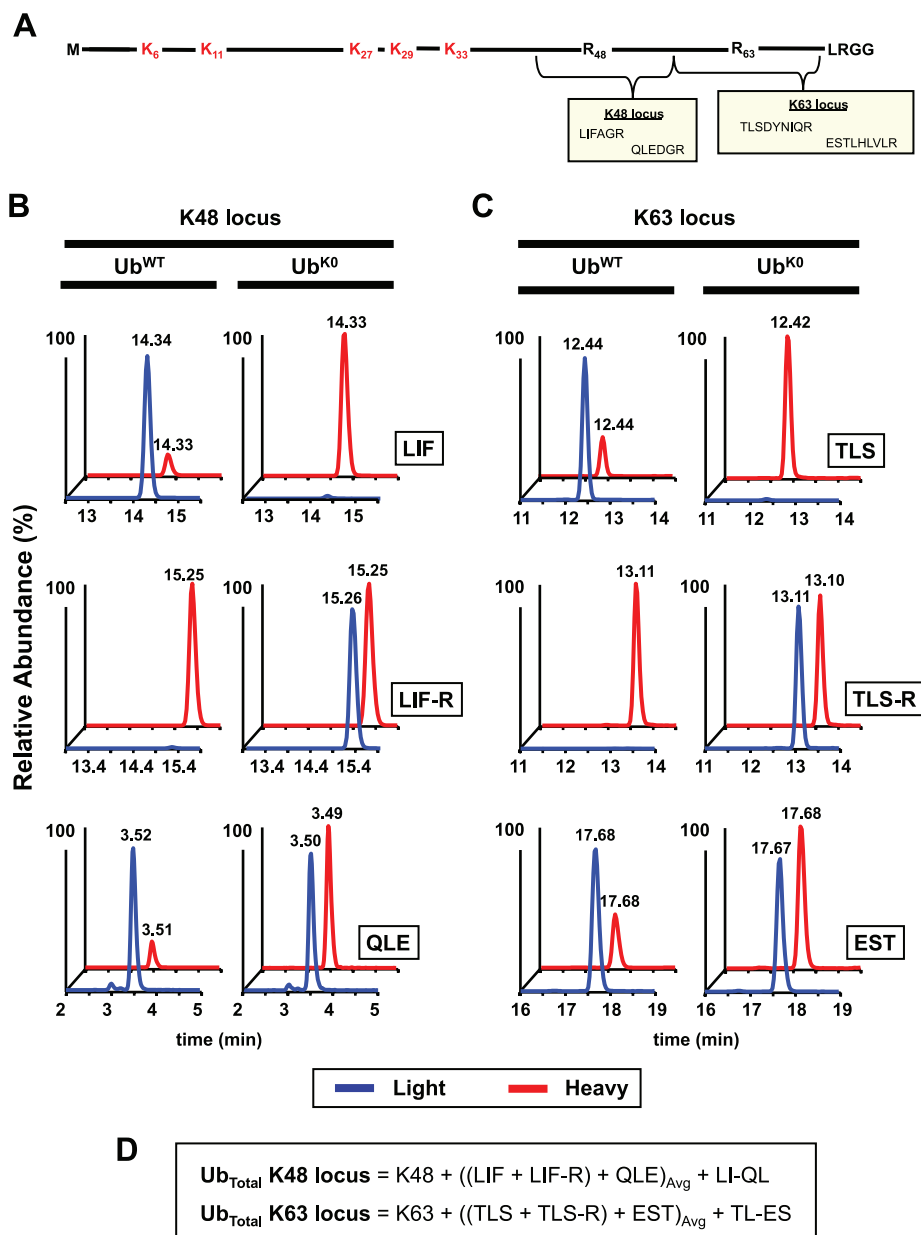 A
M K6 K11 K27 K29 K33 R48 R63 LRGG
K48 locus
LIFAGR
QLEDGR
K63 locus
TLSDYNIQR
ESTLHLVLR
B
K48 locus
UbWT UbK0
C
K63 locus
UbWT UbK0
Relative Abundance (%)
100 14.34 14.33
13 14 15
100 14.33
13 14 15
LIF
100 12.44 12.44
11 12 13 14
100 12.42
11 12 13 14
TLS
100 15.25
13.4 14.4 15.4
100 15.26 15.25
13.4 14.4 15.4
LIF-R
100 13.11
11 12 13 14
100 13.11 13.10
11 12 13 14
TLS-R
100 3.52 3.51
2 3 4 5
100 3.50 3.49
2 3 4 5
QLE
100 17.68 17.68
16 17 18 19
100 17.67 17.68
16 17 18 19
EST
time (min)
time (min)
Light Heavy
D
UbTotal K48 locus = K48 + ((LIF + LIF-R) + QLE)Avg + LI-QL
UbTotal K63 locus = K63 + ((TLS + TLS-R) + EST)Avg + TL-ES